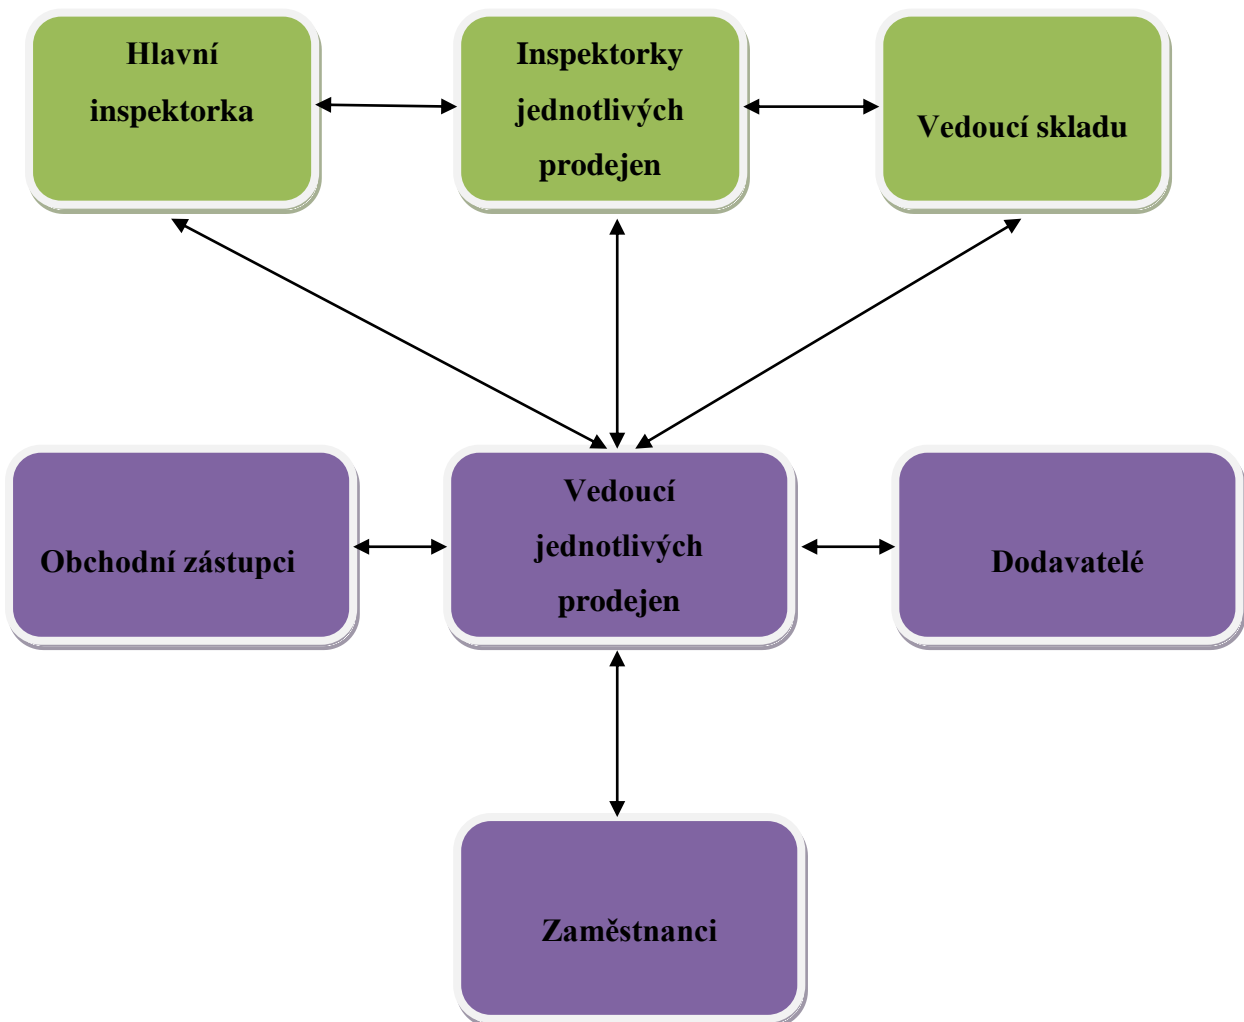 Hlavní
inspektorka
Inspektorky
jednotlivých
prodejen
Vedoucí skladu
Obchodní zástupci
Vedoucí
jednotlivých
prodejen
Dodavatelé
Zaměstnanci